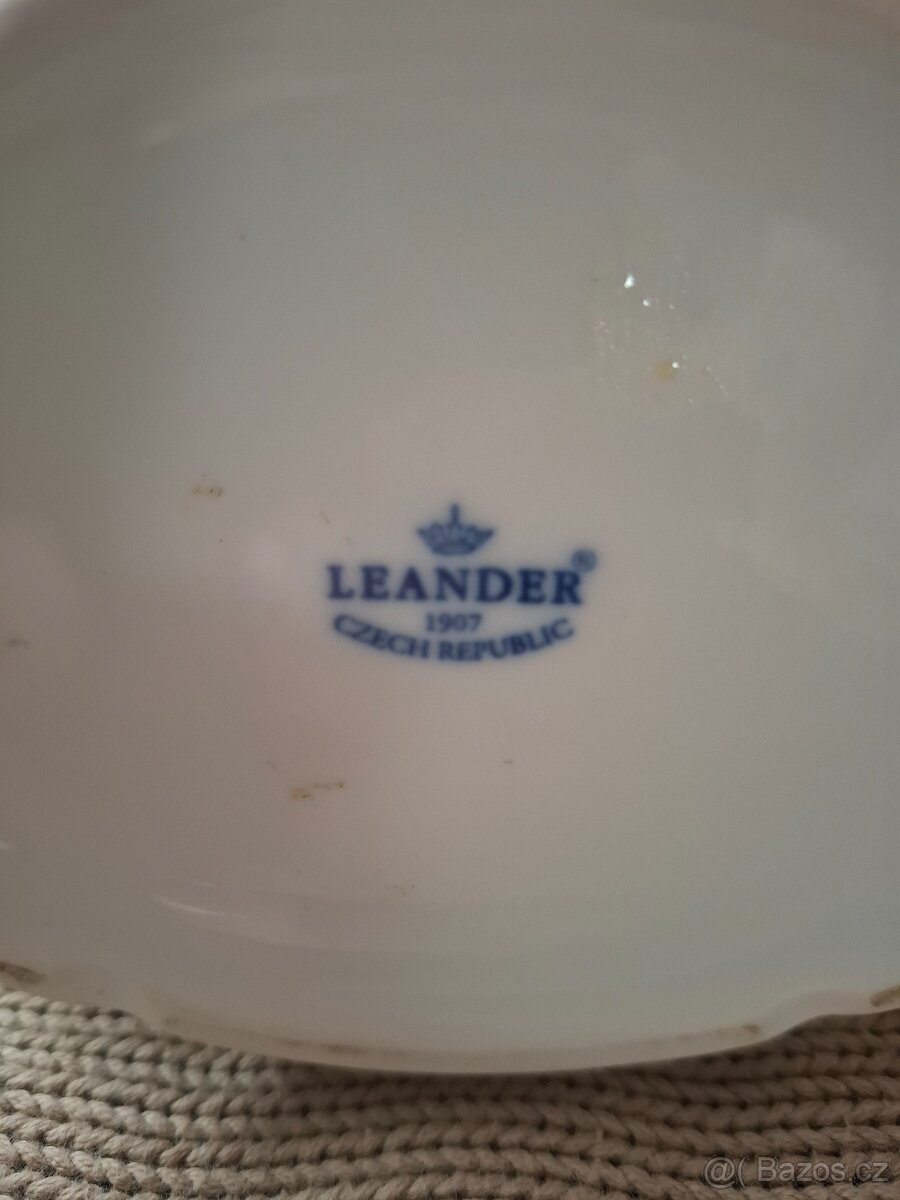 LEANDER®
1907
CZECH REPUBLIC
@( Bazos.cz